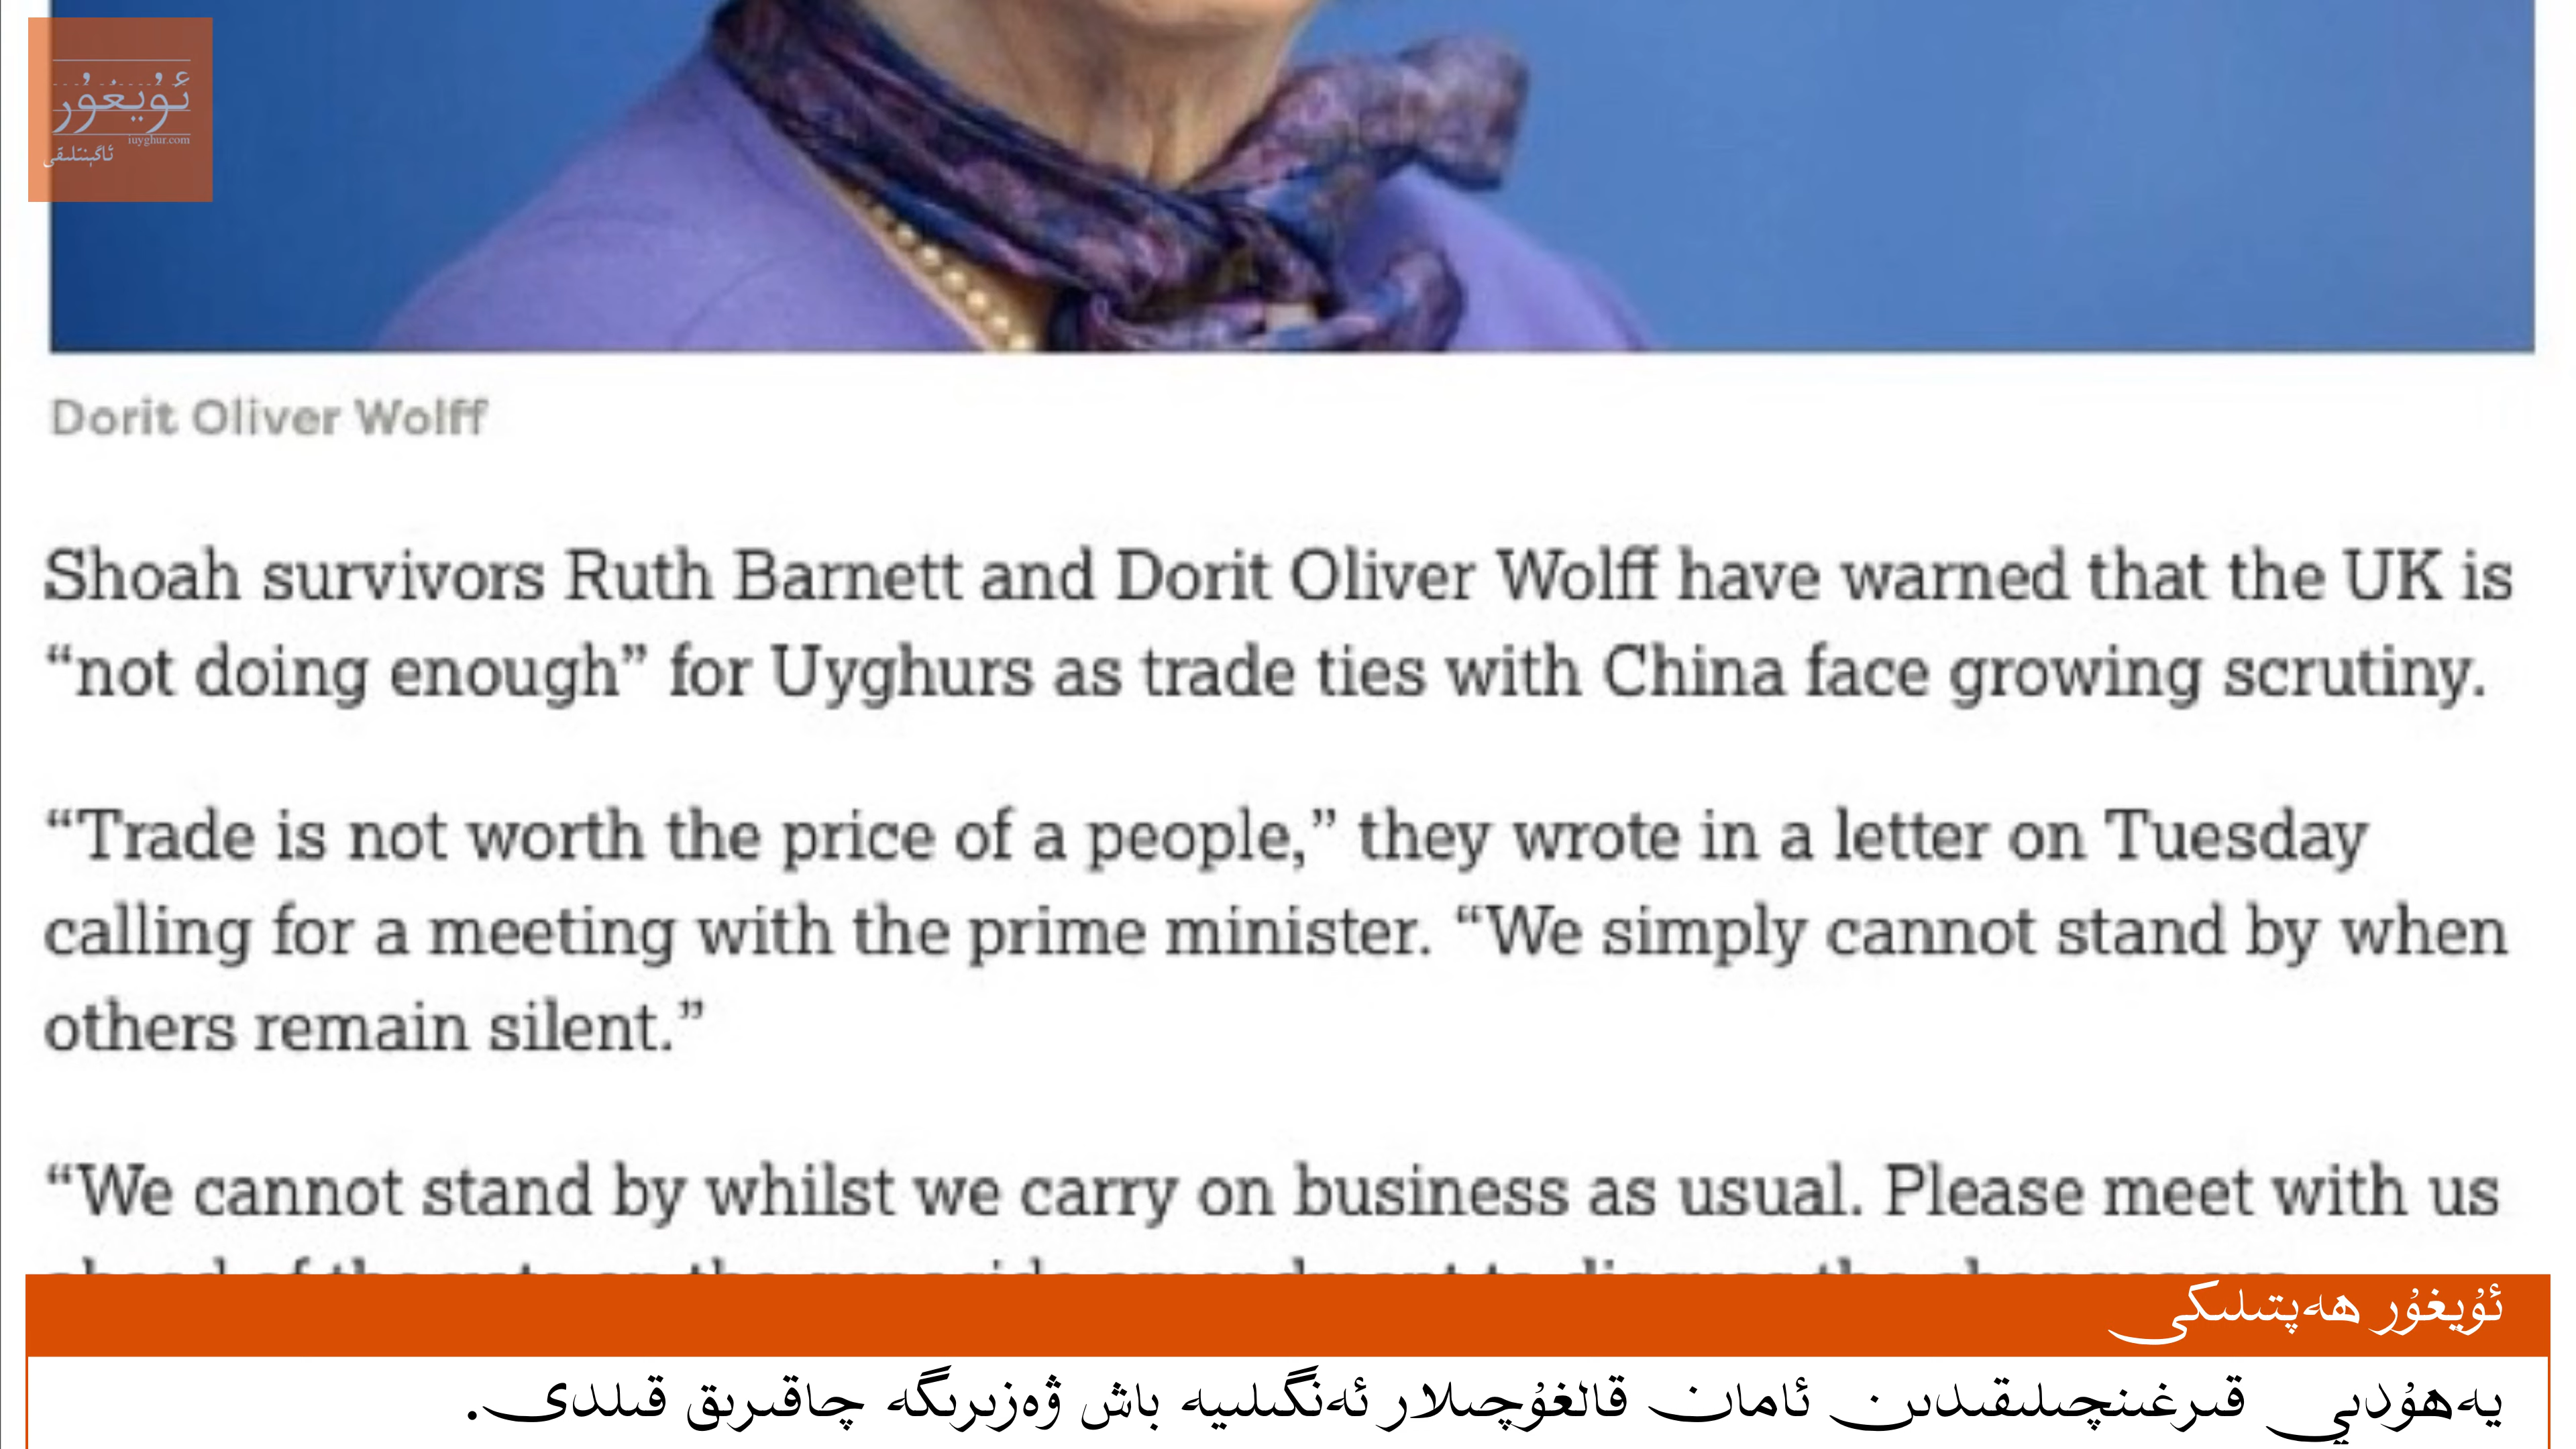 ئۇيغۇر
iuyghur.com
ئاگېنتلىقى
Dorit Oliver Wolff
Shoah survivors Ruth Barnett and Dorit Oliver Wolff have warned that the UK is
“not doing enough” for Uyghurs as trade ties with China face growing scrutiny.
“Trade is not worth the price of a people,” they wrote in a letter on Tuesday
calling for a meeting with the prime minister. “We simply cannot stand by when
others remain silent.”
“We cannot stand by whilst we carry on business as usual. Please meet with us
ئۇيغۇر ھەپتىلىكى
يەھۇدىي قىرغىنچىلىقىدىن ئامان قالغۇچىلار ئەنگىلىيە باش ۋەزىرىگە چاقىرىق قىلدى.